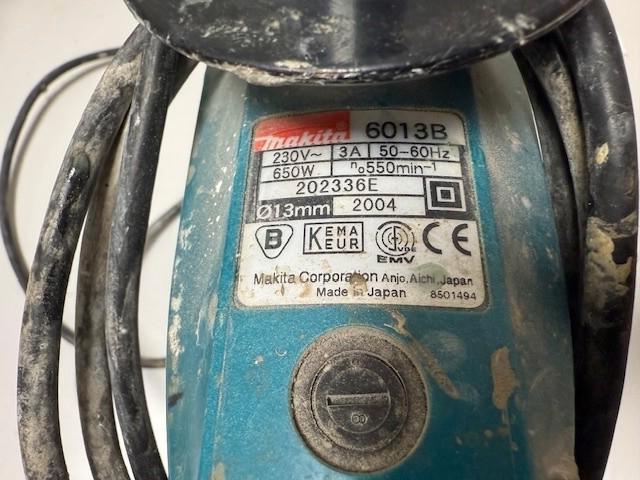 makita 6013B
230V~ 3A 50-60Hz
650W n₀550min⁻¹
202336E
Ø13mm 2004
B KEMA KEUR VDE CE
EMV
Makita Corporation Anjo, Aichi, Japan
Made in Japan 8501494